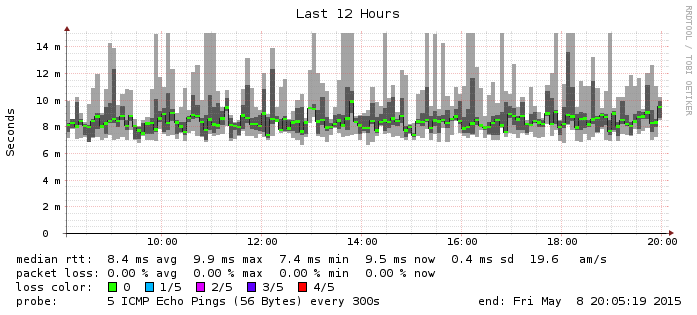 Last 12 Hours
RRDTOOL / TOBI OETIKER
Seconds
14 m
12 m
10 m
8 m
6 m
4 m
2 m
0
10:00 12:00 14:00 16:00 18:00 20:00
median rtt: 8.4 ms avg 9.9 ms max 7.4 ms min 9.5 ms now 0.4 ms sd 19.6 am/s
packet loss: 0.00 % avg 0.00 % max 0.00 % min 0.00 % now
loss color: 0 1/5 2/5 3/5 4/5
probe: 5 ICMP Echo Pings (56 Bytes) every 300s end: Fri May 8 20:05:19 2015